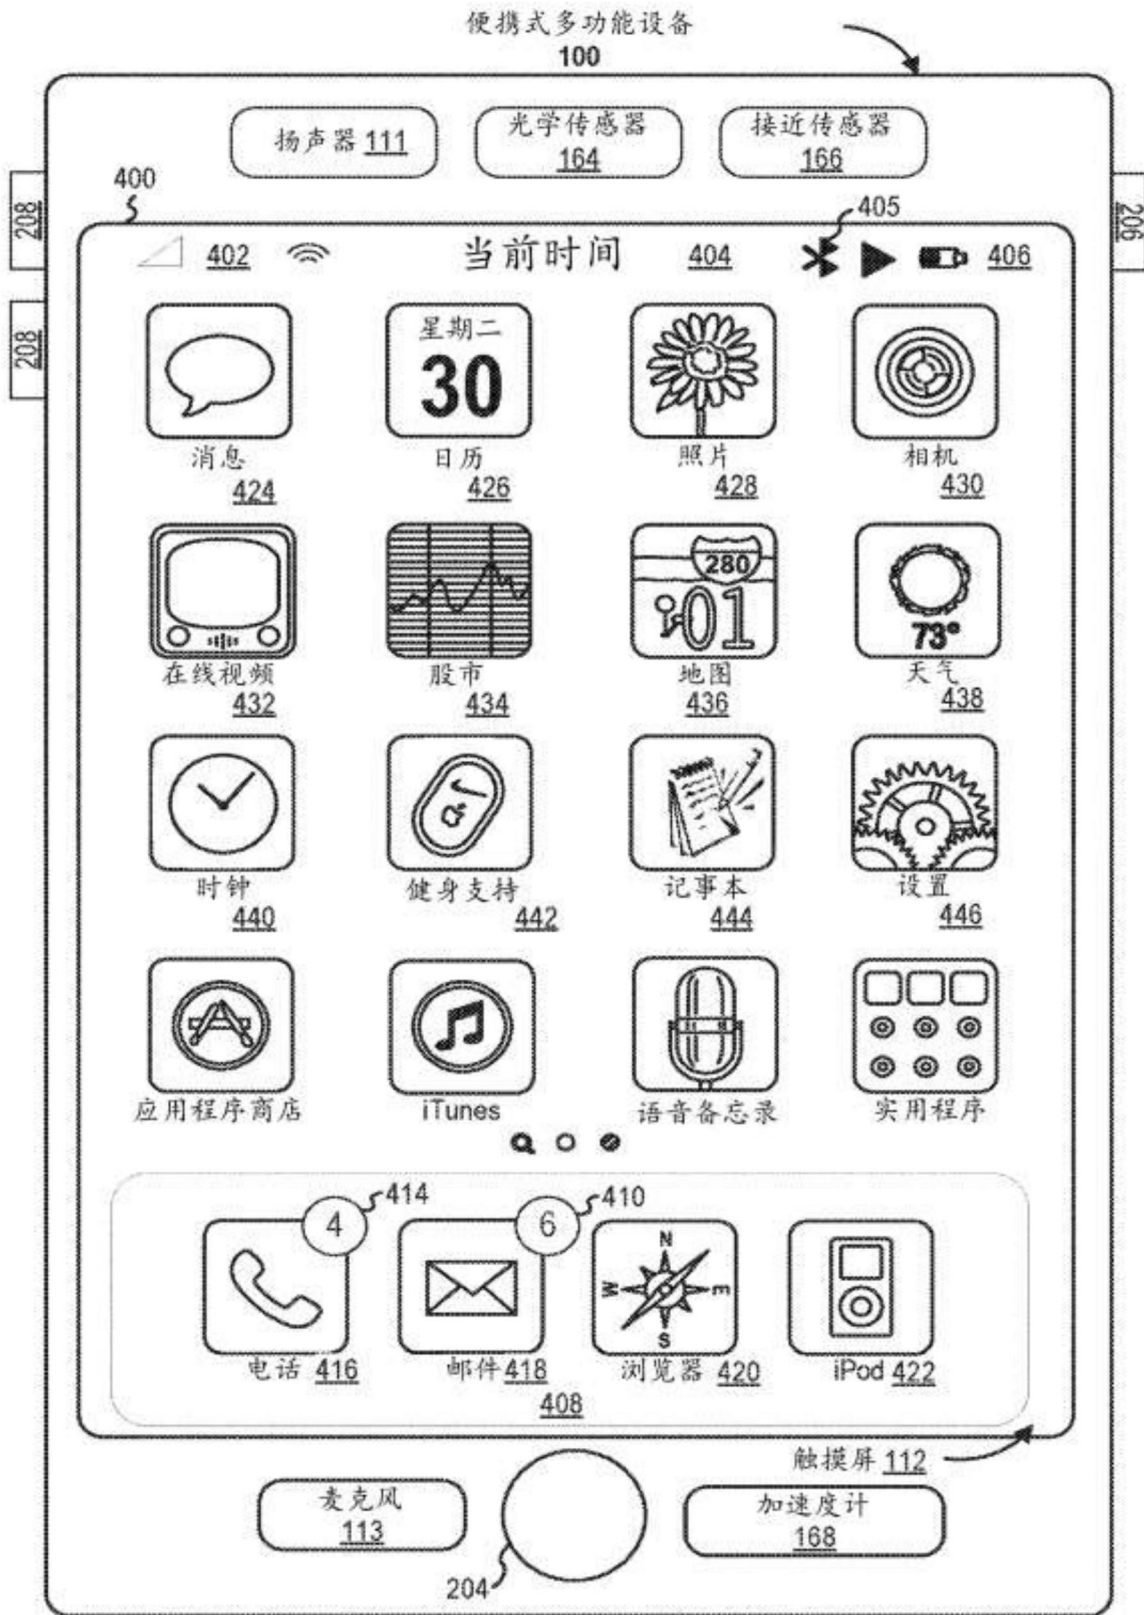 便携式多功能设备
100
扬声器 111
光学传感器
164
接近传感器
166
400
405
208
206
402
当前时间
404
406
208
星期二
30
消息
424
日历
426
照片
428
相机
430
280
01
73°
在线视频
432
股市
434
地图
436
天气
438
时钟
440
健身支持
442
记事本
444
设置
446
应用程序商店
iTunes
语音备忘录
实用程序
4
414
6
410
N
W
E
S
电话 416
邮件 418
浏览器 420
iPod 422
408
触摸屏 112
麦克风
113
加速度计
168
204